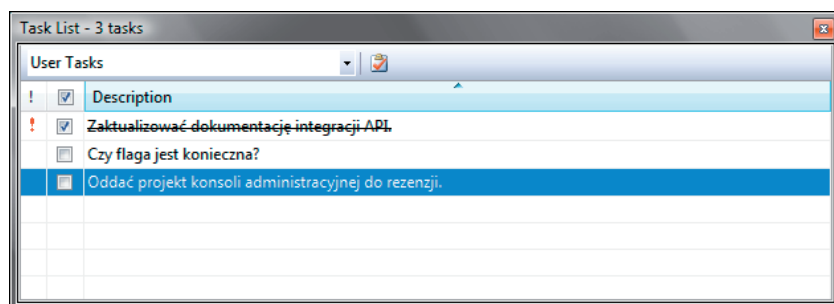 Task List - 3 tasks
User Tasks
! Description
! Zaktualizować dokumentację integracji API.
Czy flaga jest konieczna?
Oddać projekt konsoli administracyjnej do rezenzji.